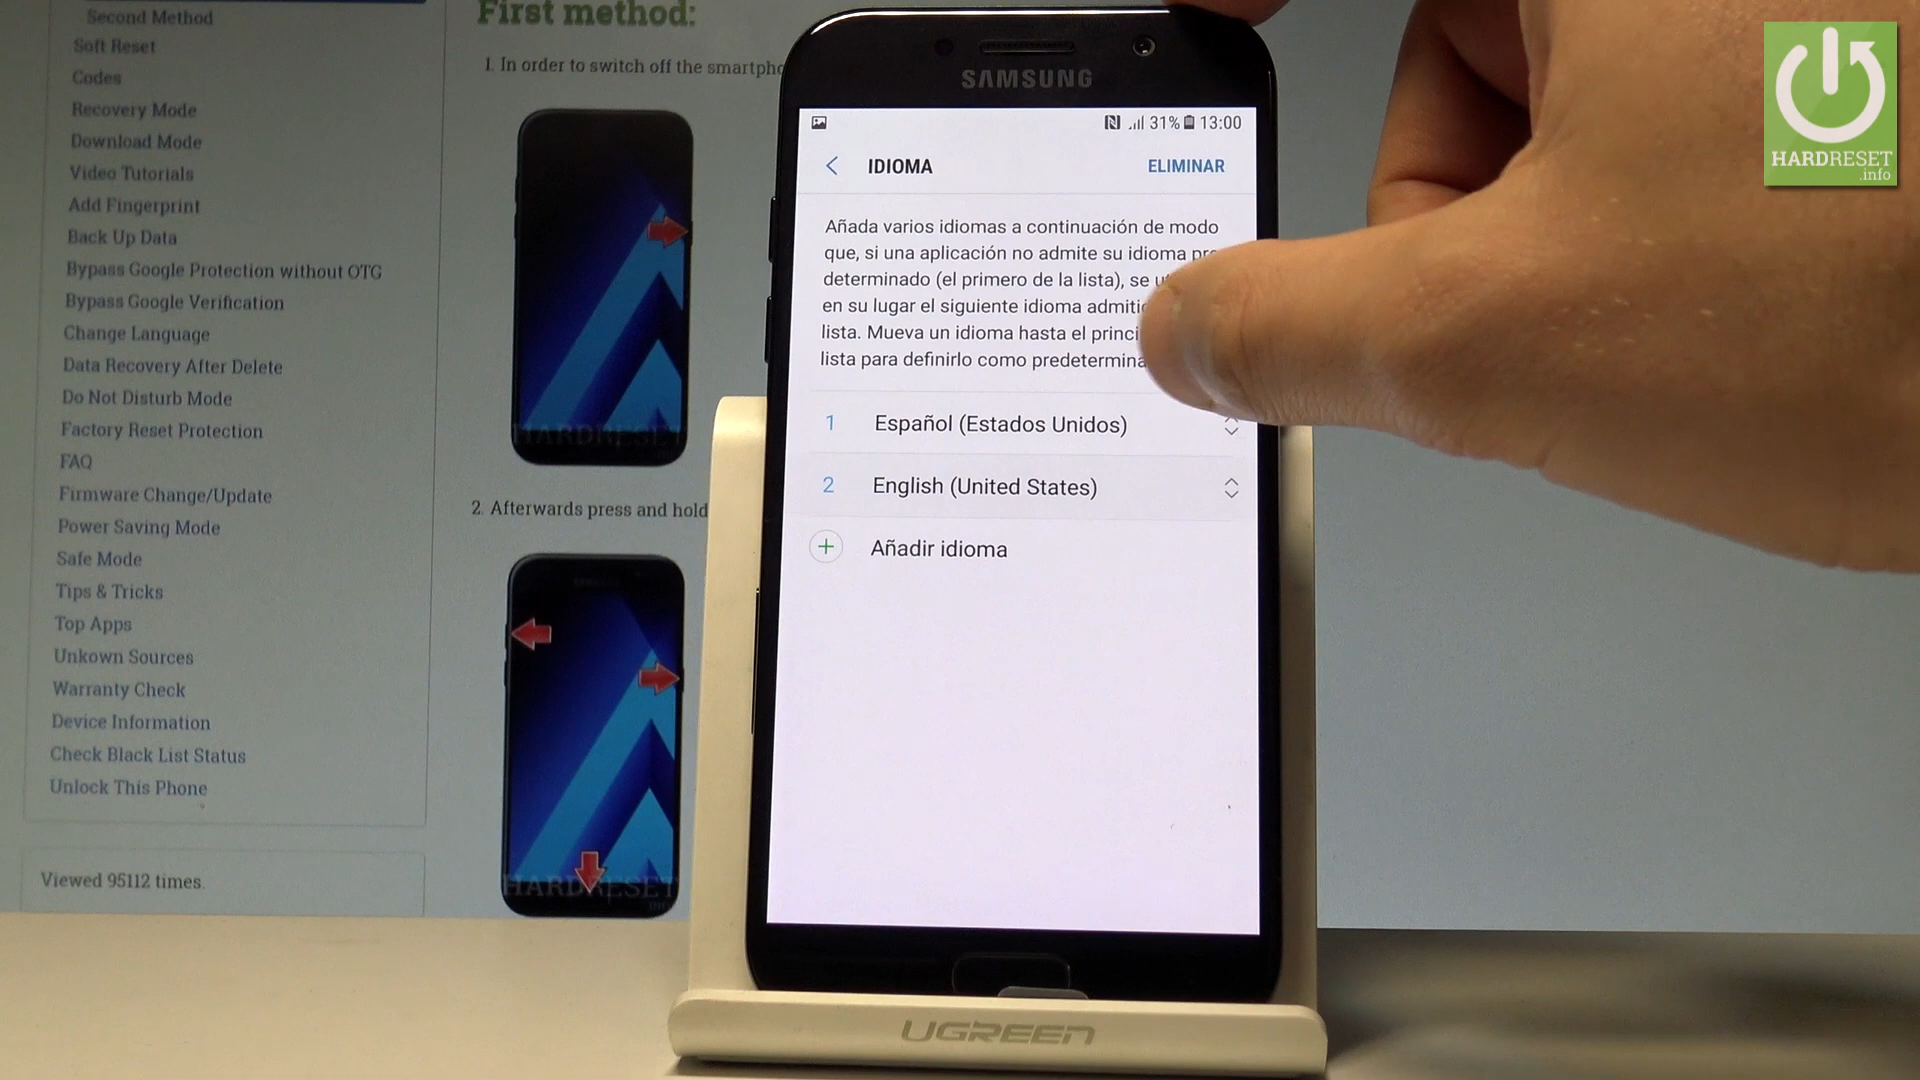 Second Method
Soft Reset
Codes
Recovery Mode
Download Mode
Video Tutorials
Add Fingerprint
Back Up Data
Bypass Google Protection without OTG
Bypass Google Verification
Change Language
Data Recovery After Delete
Do Not Disturb Mode
Factory Reset Protection
FAQ
Firmware Change/Update
Power Saving Mode
Safe Mode
Tips & Tricks
Top Apps
Unkown Sources
Warranty Check
Device Information
Check Black List Status
Unlock This Phone
Viewed 95112 times.
First method:
1. In order to switch off the
HARDRESET
2. Afterwards press and hold
HARDRESET
SAMSUNG
31% 13:00
IDIOMA
ELIMINAR
Añada varios idiomas a continuación de modo
que, si una aplicación no admite su idioma
determinado (el primero de la lista), se
en su lugar el siguiente idioma
lista. Mueva un idioma hasta el
lista para definirlo como
1 Español (Estados Unidos)
2 English (United States)
+ Añadir idioma
UGREEN
HARDRESET
.info